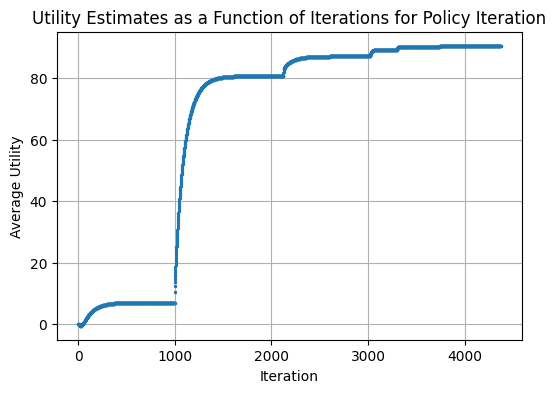 Utility Estimates as a Function of Iterations for Policy Iteration
80
60
40
20
0
Average Utility
0 1000 2000 3000 4000
Iteration